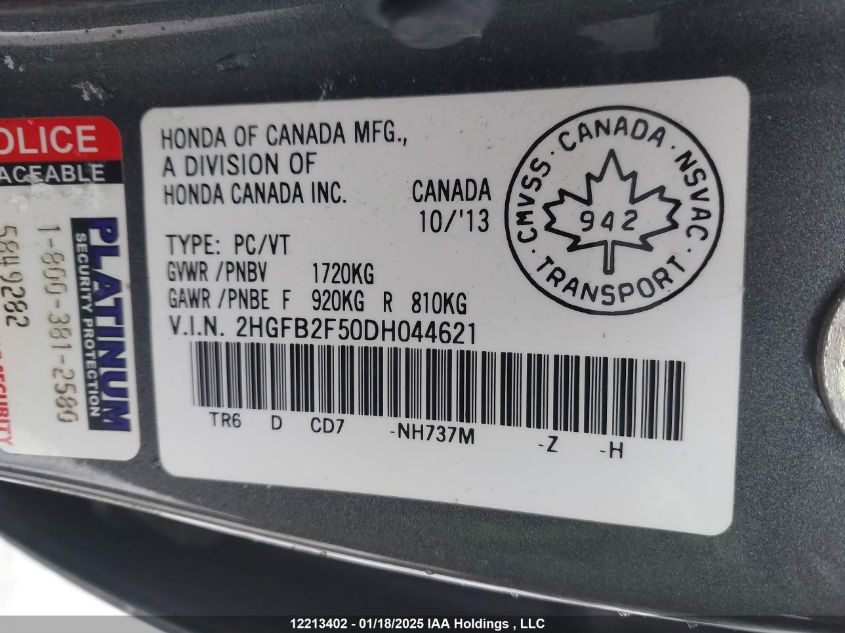 OLICE
ACEABLE
PLATINUM
SECURITY PROTECTION
1-800-381-2580
5849282
SECURITY
HONDA OF CANADA MFG.,
A DIVISION OF
HONDA CANADA INC.
CANADA
10/'13
TYPE: PC/VT
GVWR /PNBV 1720KG
GAWR /PNBE F 920KG R 810KG
V.I.N. 2HGFB2F50DH044621
TR6 D CD7 -NH737M -Z -H
CMVSS · CANADA · NSVAC
942
TRANSPORT
12213402 - 01/18/2025 IAA Holdings , LLC